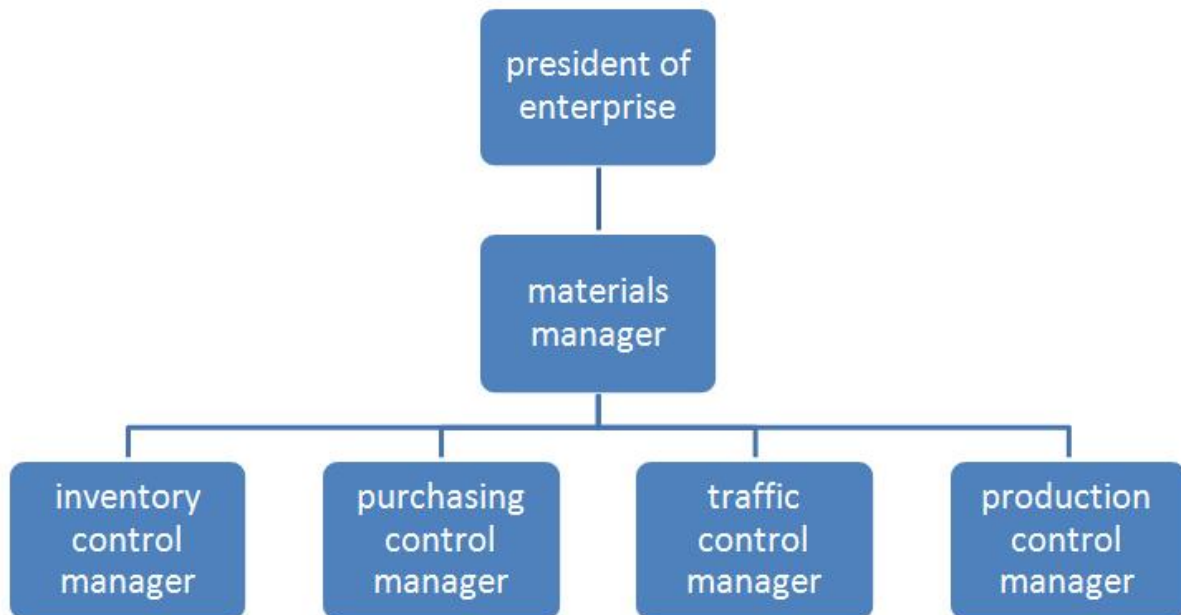 president of
enterprise
materials
manager
inventory
control
manager
purchasing
control
manager
traffic
control
manager
production
control
manager